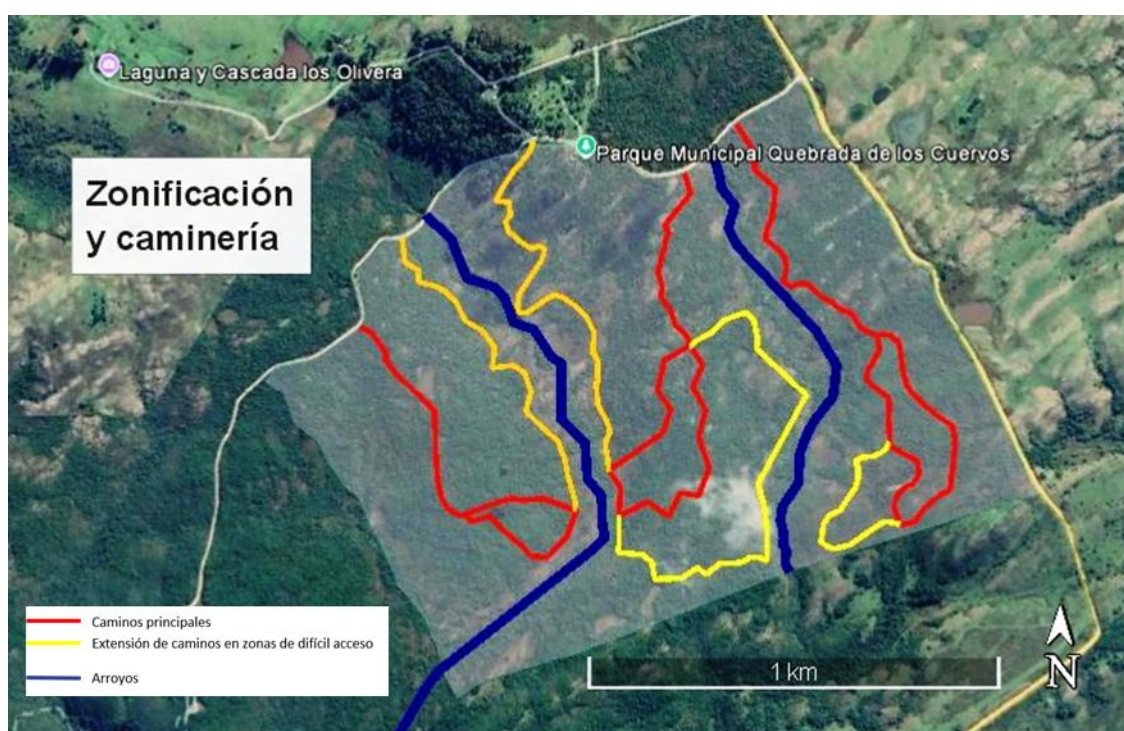 Laguna y Cascada los Olivera
Parque Municipal Quebrada de los Cuervos
Zonificación
y caminería
Caminos principales
Extensión de caminos en zonas de difícil acceso
Arroyos
1 km
N